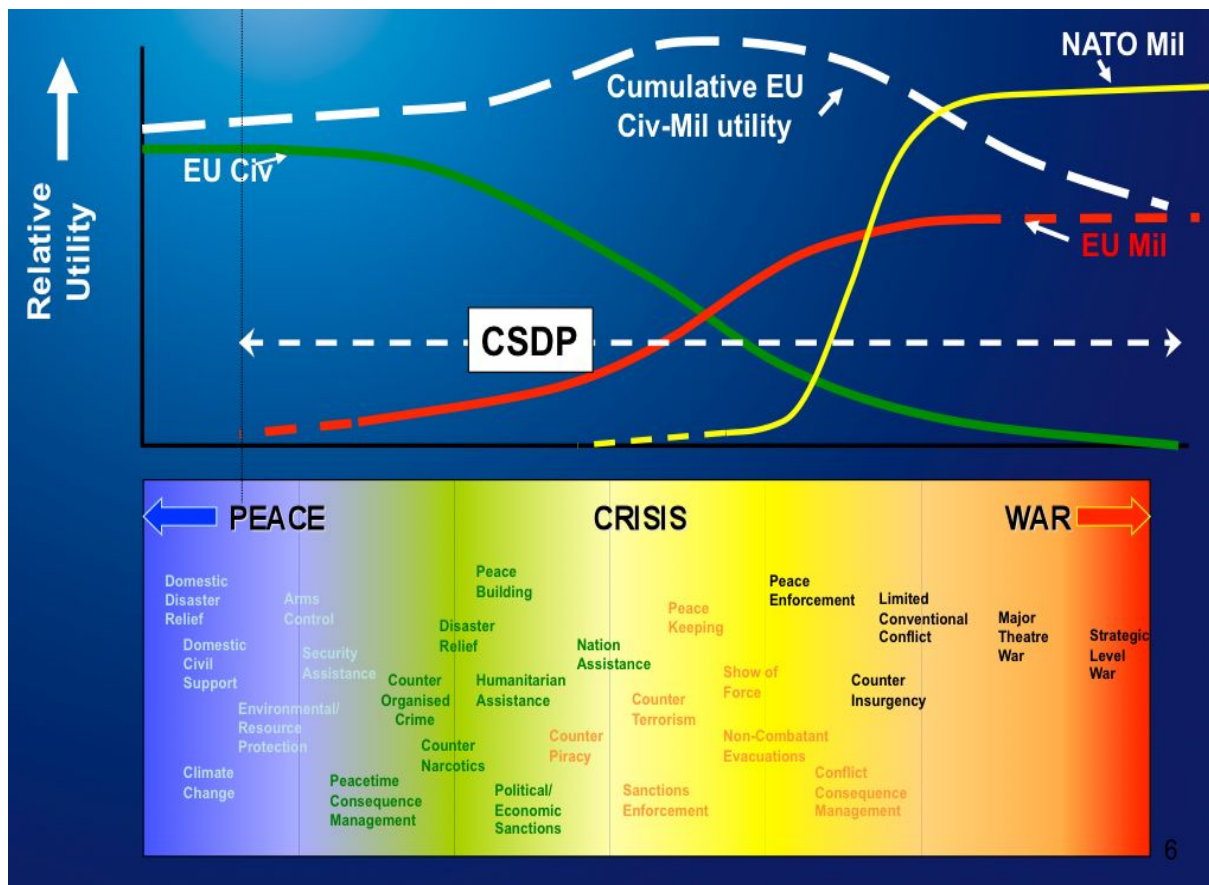 NATO Mil
Cumulative EU
Civ-Mil utility
EU Civ
Relative
Utility
EU Mil
CSDP
PEACE
CRISIS
WAR
Domestic
Disaster
Relief
Arms
Control
Domestic
Civil
Support
Security
Assistance
Environmental/
Resource
Protection
Climate
Change
Peacetime
Consequence
Management
Counter
Organised
Crime
Counter
Narcotics
Disaster
Relief
Peace
Building
Humanitarian
Assistance
Political/
Economic
Sanctions
Counter
Piracy
Nation
Assistance
Counter
Terrorism
Sanctions
Enforcement
Peace
Keeping
Show of
Force
Non-Combatant
Evacuations
Peace
Enforcement
Conflict
Consequence
Management
Limited
Conventional
Conflict
Counter
Insurgency
Major
Theatre
War
Strategic
Level
War
6